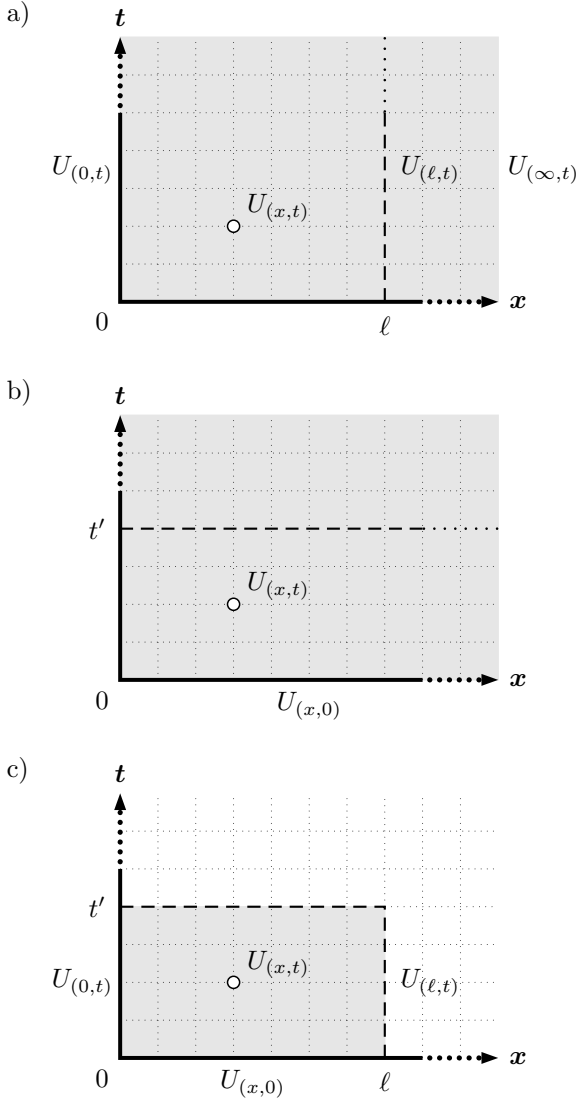 a)
t
U(0,t)
U(ℓ,t)
U(∞,t)
U(x,t)
x
0
ℓ
b)
t
t′
U(x,t)
x
0
U(x,0)
c)
t
t′
U(x,t)
U(0,t)
U(ℓ,t)
x
0
U(x,0)
ℓ